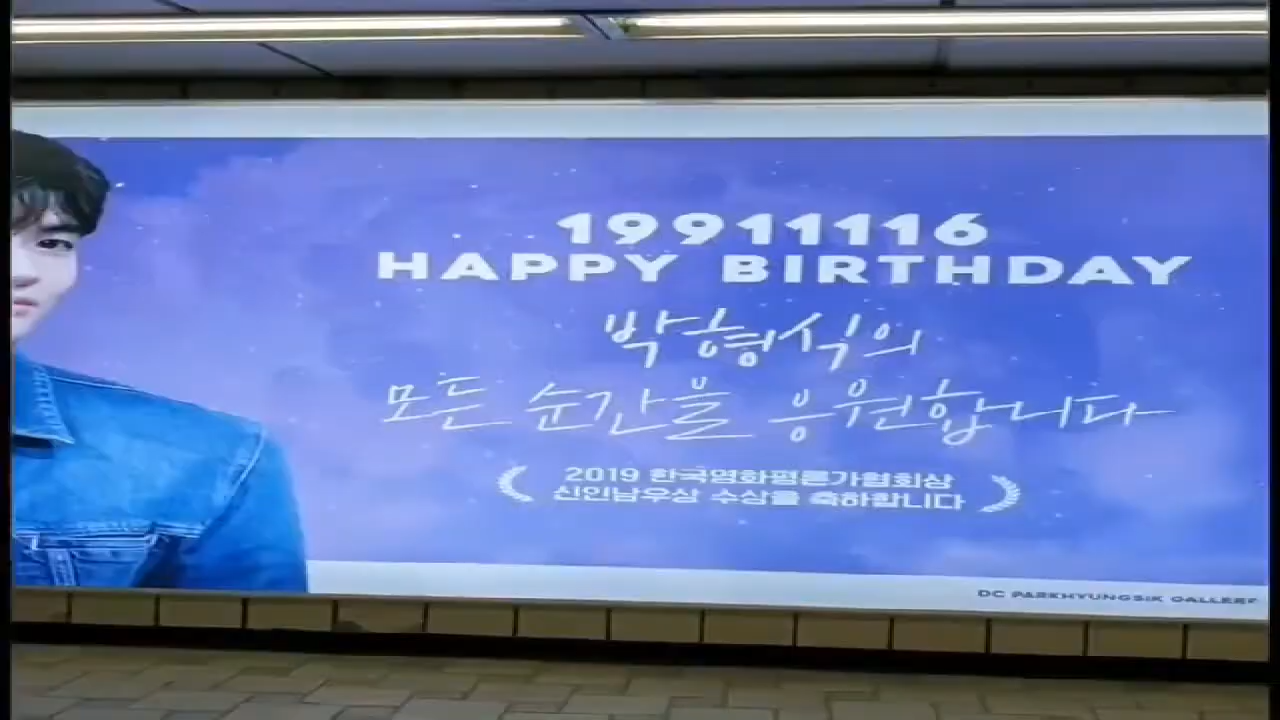 19911116
HAPPY BIRTHDAY
박형식의
모든 순간을 응원합니다
2019 한국영화평론가협회상
신인남우상 수상을 축하합니다
DC PARKHYUNGSIK GALLERY